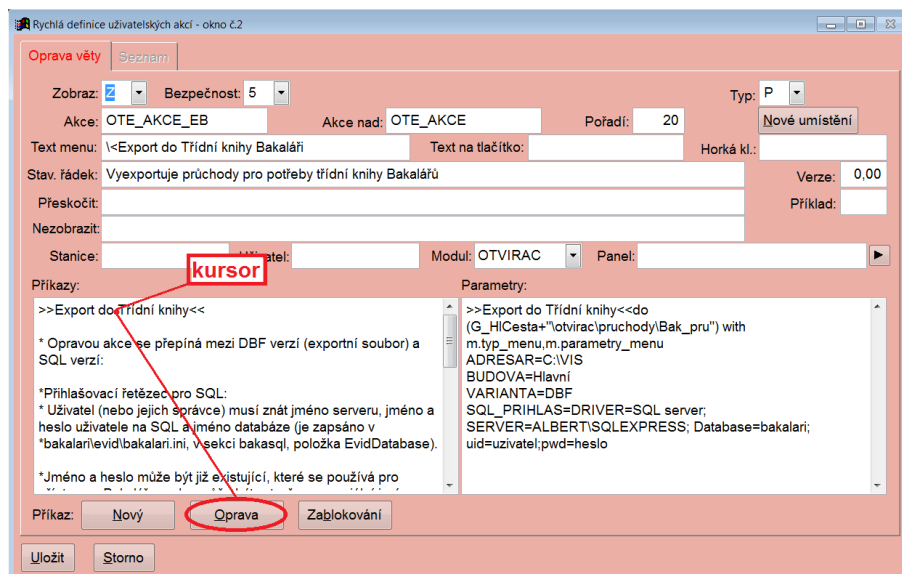 Rychlá definice uživatelských akcí - okno č.2
Oprava věty Seznam
Zobraz: Z Bezpečnost: 5 Typ: P
Akce: OTE_AKCE_EB Akce nad: OTE_AKCE Pořadí: 20 Nové umístění
Text menu: \<Export do Třídní knihy Bakaláři Text na tlačítko: Horká kl.:
Stav. řádek: Vyexportuje průchody pro potřeby třídní knihy Bakalářů Verze: 0,00
Přeskočit: Příklad:
Nezobrazit:
Stanice: Modul: OTVIRAC Panel:
kursor
Příkazy: Parametry:
>>Export do Třídní knihy<<
* Opravou akce se přepíná mezi DBF verzí (exportní soubor) a
SQL verzí:
*Přihlašovací řetězec pro SQL:
* Uživatel (nebo jejich správce) musí znát jméno serveru, jméno a
heslo uživatele na SQL a jméno databáze (je zapsáno v
*bakalari\evid\bakalari.ini, v sekci bakasql, položka EvidDatabase).
*Jméno a heslo může být již existující, které se používá pro
>>Export do Třídní knihy<<do
(G_HlCesta+"\otvirac\pruchody\Bak_pru") with
m.typ_menu,m.parametry_menu
ADRESAR=C:\VIS
BUDOVA=Hlavní
VARIANTA=DBF
SQL_PRIHLAS=DRIVER=SQL server;
SERVER=ALBERT\SQLEXPRESS; Database=bakalari;
uid=uzivatel;pwd=heslo
Příkaz: Nový Oprava Zablokování
Uložit Storno